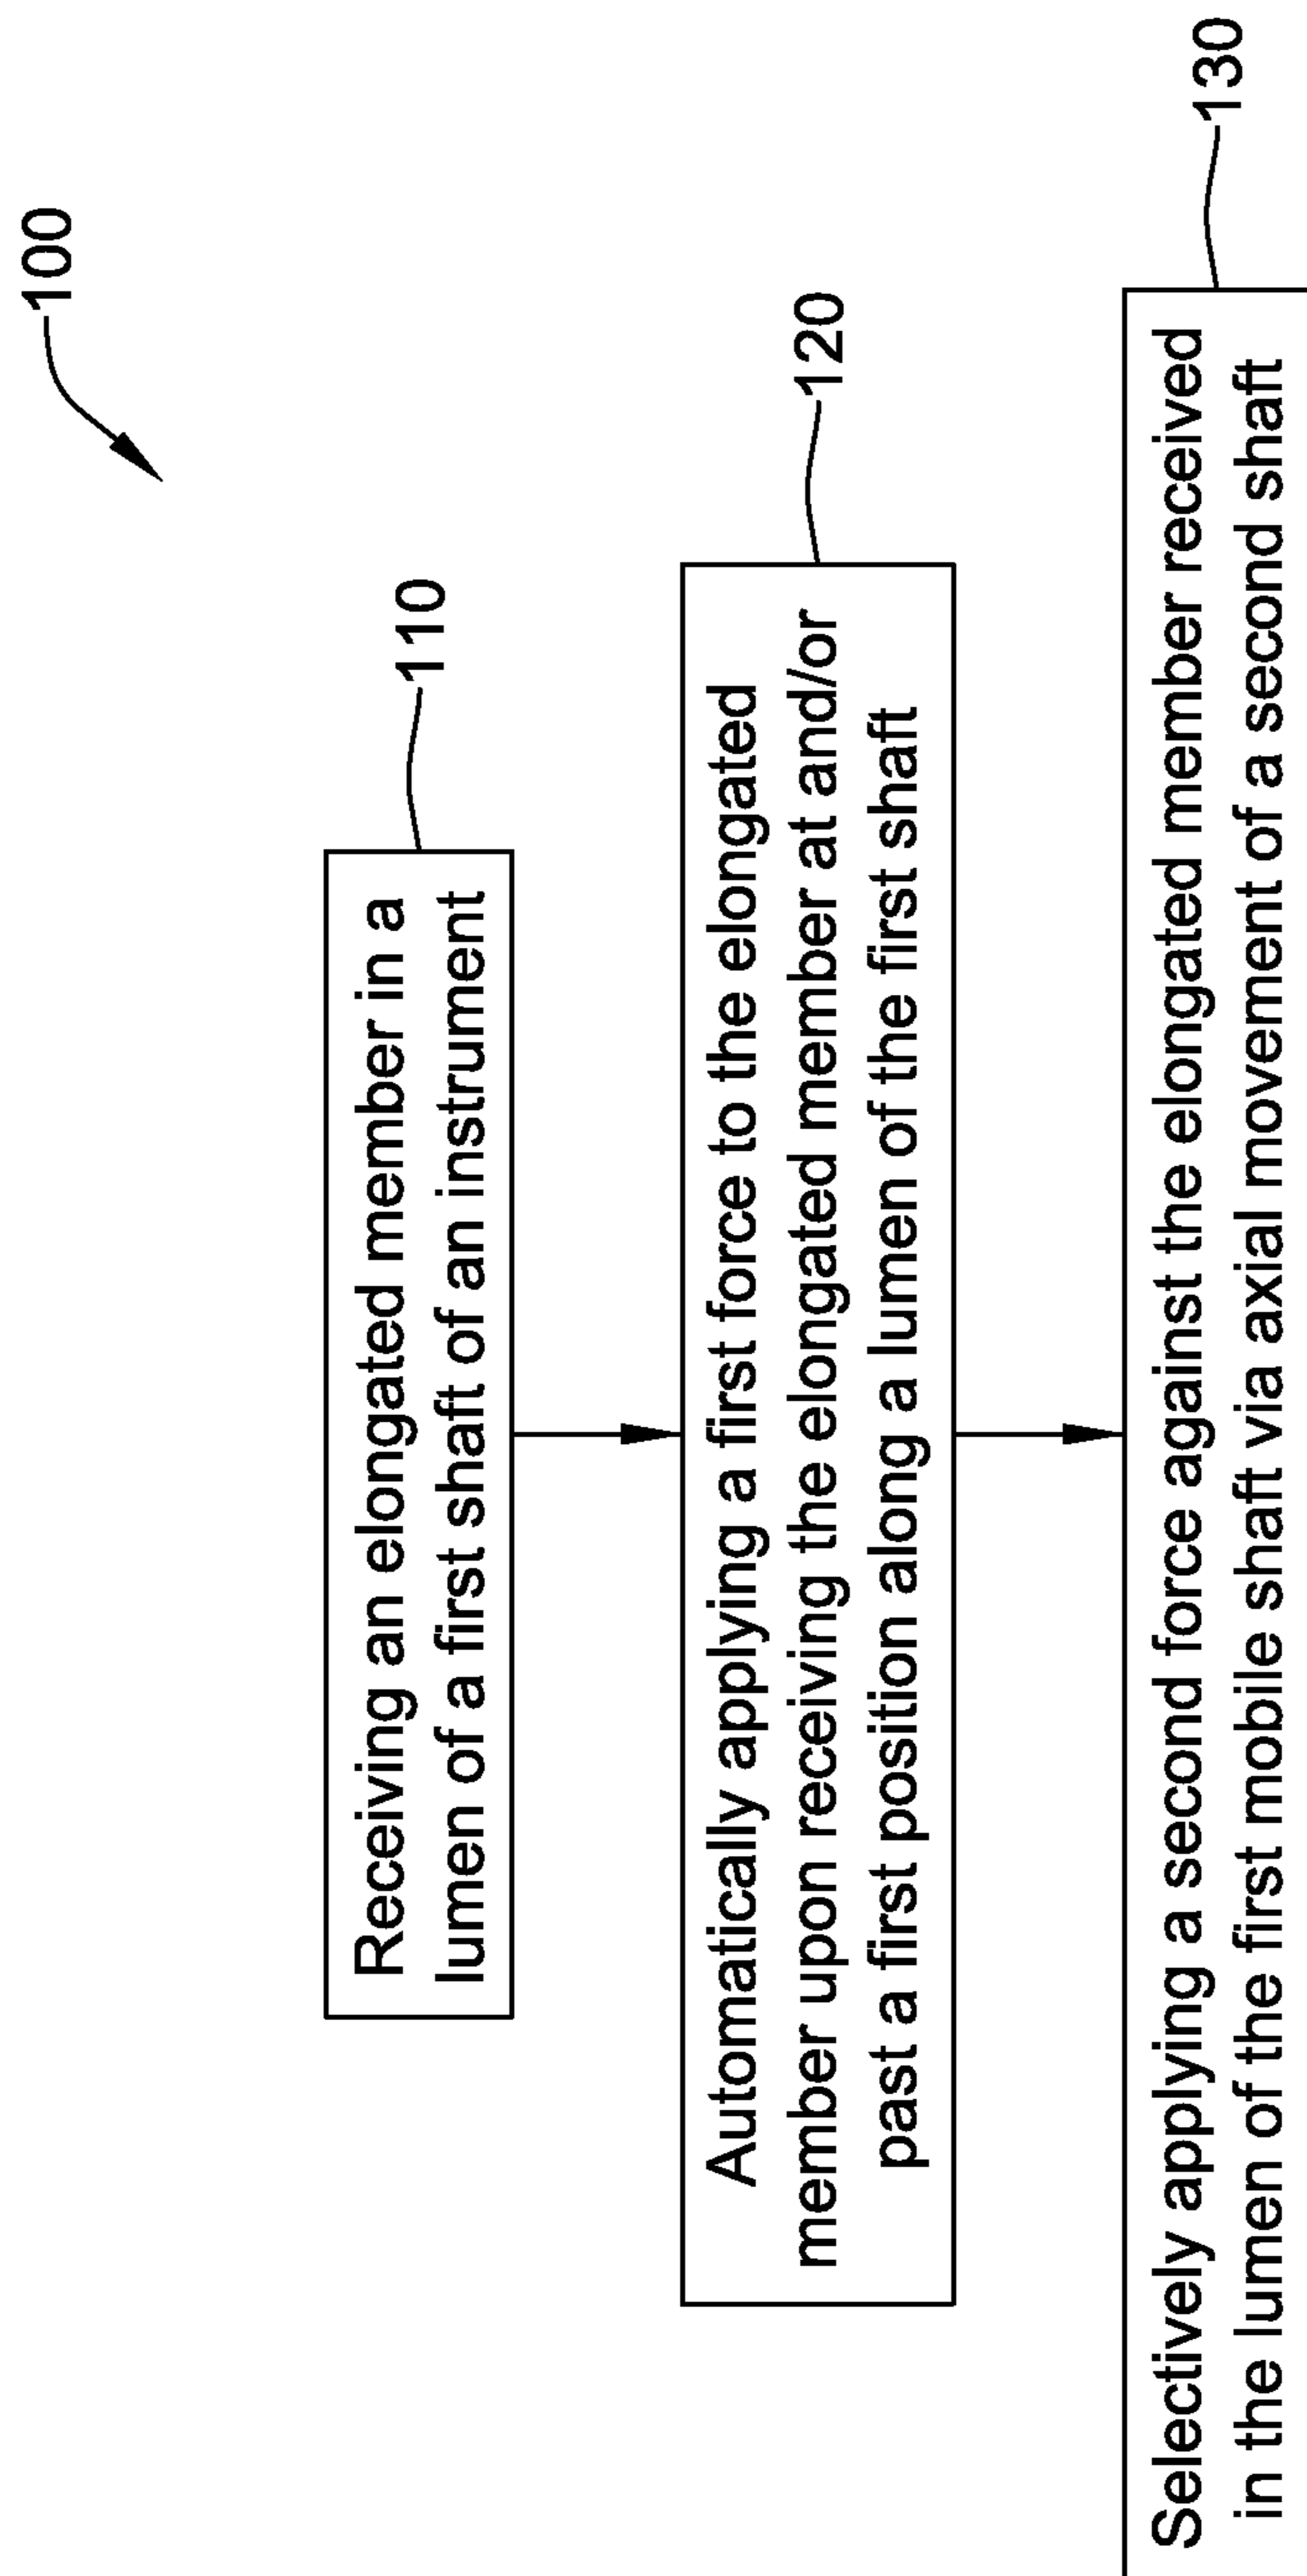 100
110
Receiving an elongated member in a
lumen of a first shaft of an instrument
120
Automatically applying a first force to the elongated
member upon receiving the elongated member at and/or
past a first position along a lumen of the first shaft
130
Selectively applying a second force against the elongated member received
in the lumen of the first mobile shaft via axial movement of a second shaft